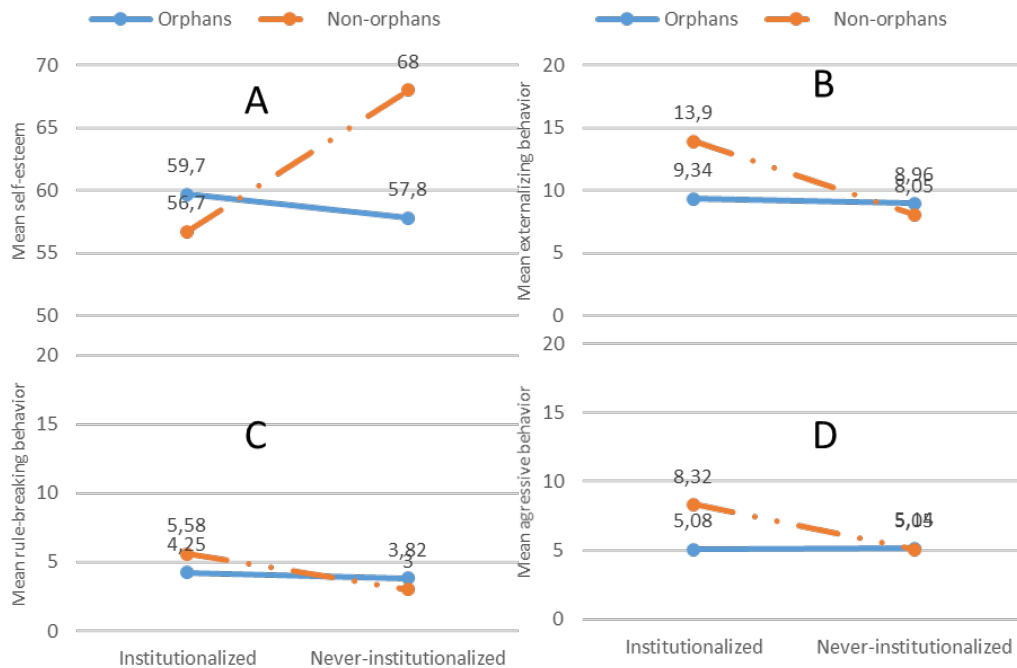 Orphans Non-orphans
Orphans Non-orphans
Mean self-esteem
70
65
60
55
50
A
68
59,7
56,7
57,8
Mean externalizing behavior
20
15
10
5
0
B
13,9
9,34
8,96
8,05
Mean rule-breaking behavior
20
15
10
5
0
C
5,58
4,25
3,82
3
Institutionalized Never-institutionalized
Mean agressive behavior
20
15
10
5
0
D
8,32
5,08
Institutionalized Never-institutionalized